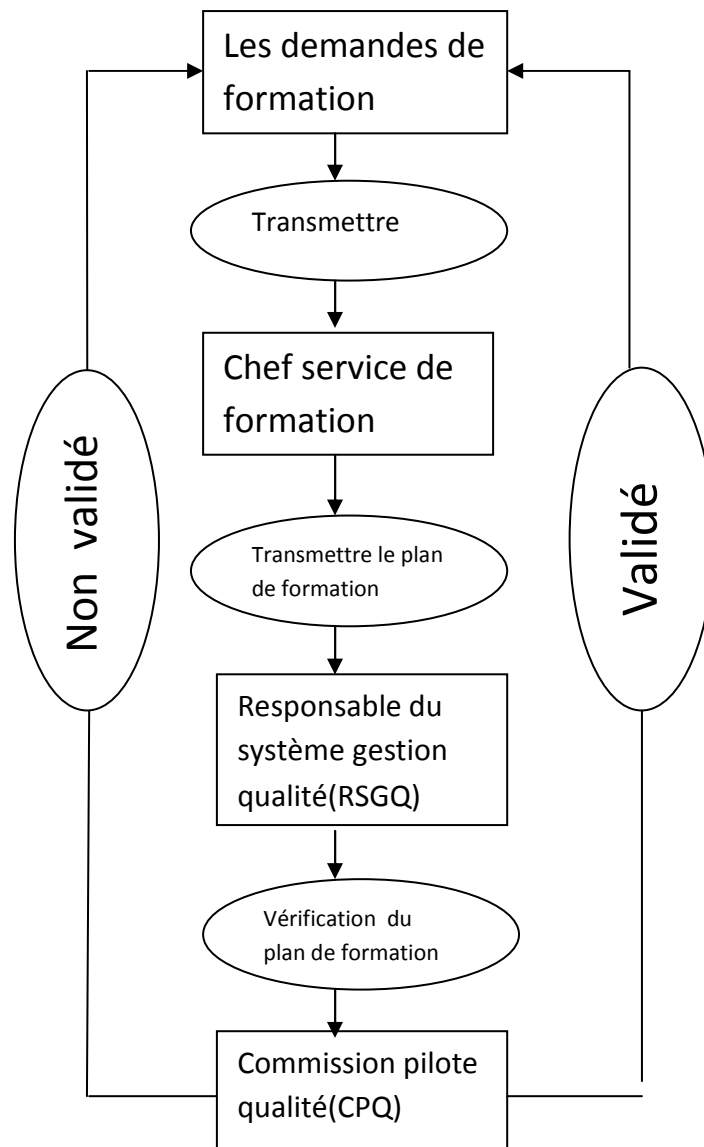 Les demandes de
formation
Transmettre
Chef service de
formation
Non validé
Validé
Transmettre le plan
de formation
Responsable du
système gestion
qualité(RSGQ)
Vérification du
plan de formation
Commission pilote
qualité(CPQ)